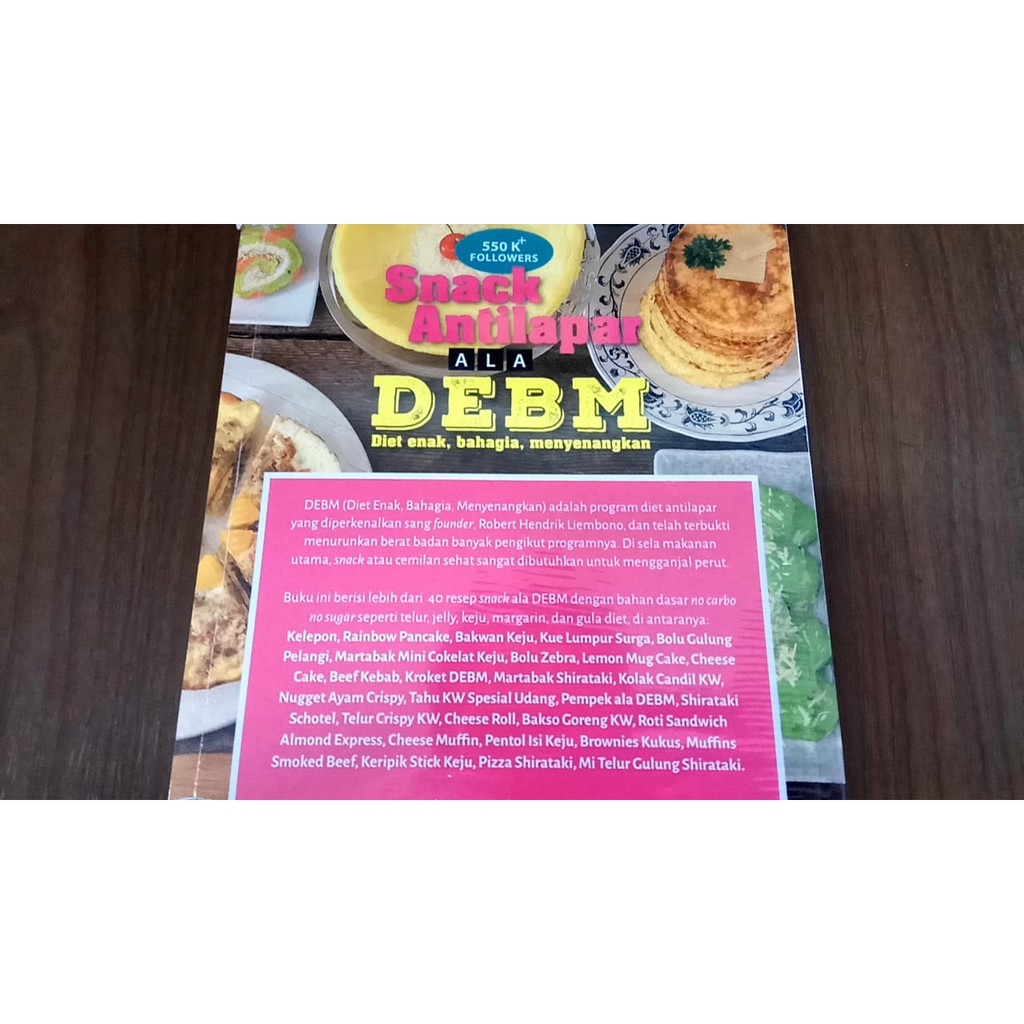 550 K+
FOLLOWERS
Snack
Antilapar
ALA
DEBM
Diet enak, bahagia, menyenangkan
DEBM (Diet Enak, Bahagia, Menyenangkan) adalah program diet antilapar
yang diperkenalkan sang founder, Robert Hendrik Liembono, dan telah terbukti
menurunkan berat badan banyak pengikut programnya. Di sela makanan
utama, snack atau cemilan sehat sangat dibutuhkan untuk mengganjal perut.
Buku ini berisi lebih dari 40 resep snack ala DEBM dengan bahan dasar no carbo
no sugar seperti telur, jelly, keju, margarin, dan gula diet, di antaranya:
Kelepon, Rainbow Pancake, Bakwan Keju, Kue Lumpur Surga, Bolu Gulung
Pelangi, Martabak Mini Cokelat Keju, Bolu Zebra, Lemon Mug Cake, Cheese
Cake, Beef Kebab, Kroket DEBM, Martabak Shirataki, Kolak Candil KW,
Nugget Ayam Crispy, Tahu KW Spesial Udang, Pempek ala DEBM, Shirataki
Schotel, Telur Crispy KW, Cheese Roll, Bakso Goreng KW, Roti Sandwich
Almond Express, Cheese Muffin, Pentol Isi Keju, Brownies Kukus, Muffins
Smoked Beef, Keripik Stick Keju, Pizza Shirataki, Mi Telur Gulung Shirataki.